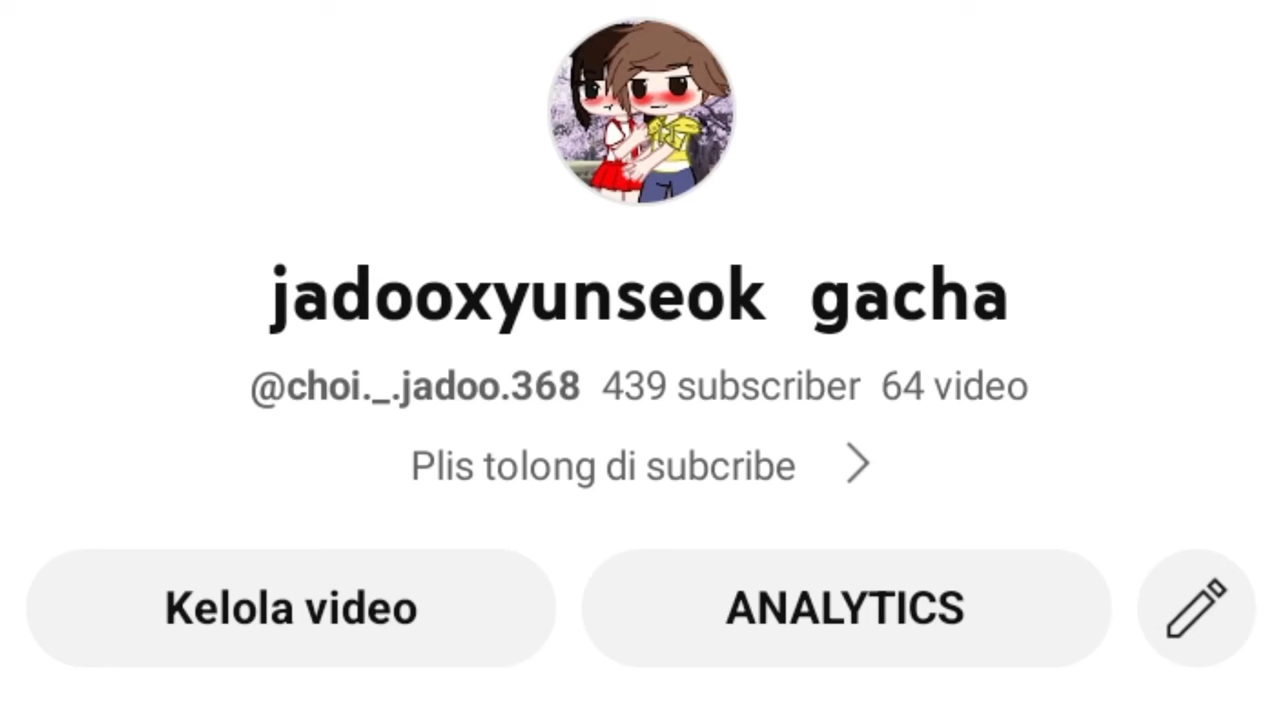 jadooxyunseok gacha
@choi._.jadoo.368 439 subscriber 64 video
Plis tolong di subcribe
Kelola video ANALYTICS